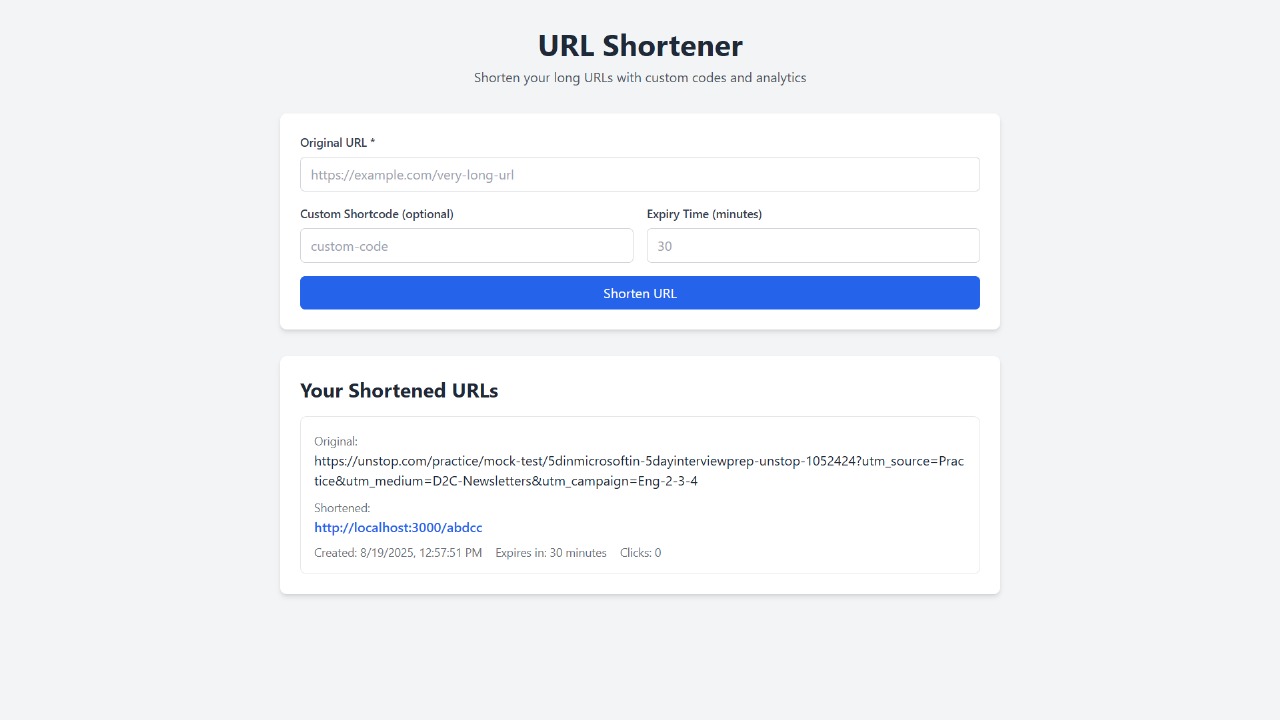 URL Shortener
Shorten your long URLs with custom codes and analytics
Original URL *
https://example.com/very-long-url
Custom Shortcode (optional)
Expiry Time (minutes)
custom-code
30
Shorten URL
Your Shortened URLs
Original:
https://unstop.com/practice/mock-test/5dinmicrosoftin-5dayinterviewprep-unstop-1052424?utm_source=Prac
tice&utm_medium=D2C-Newsletters&utm_campaign=Eng-2-3-4
Shortened:
http://localhost:3000/abdcc
Created: 8/19/2025, 12:57:51 PM Expires in: 30 minutes Clicks: 0